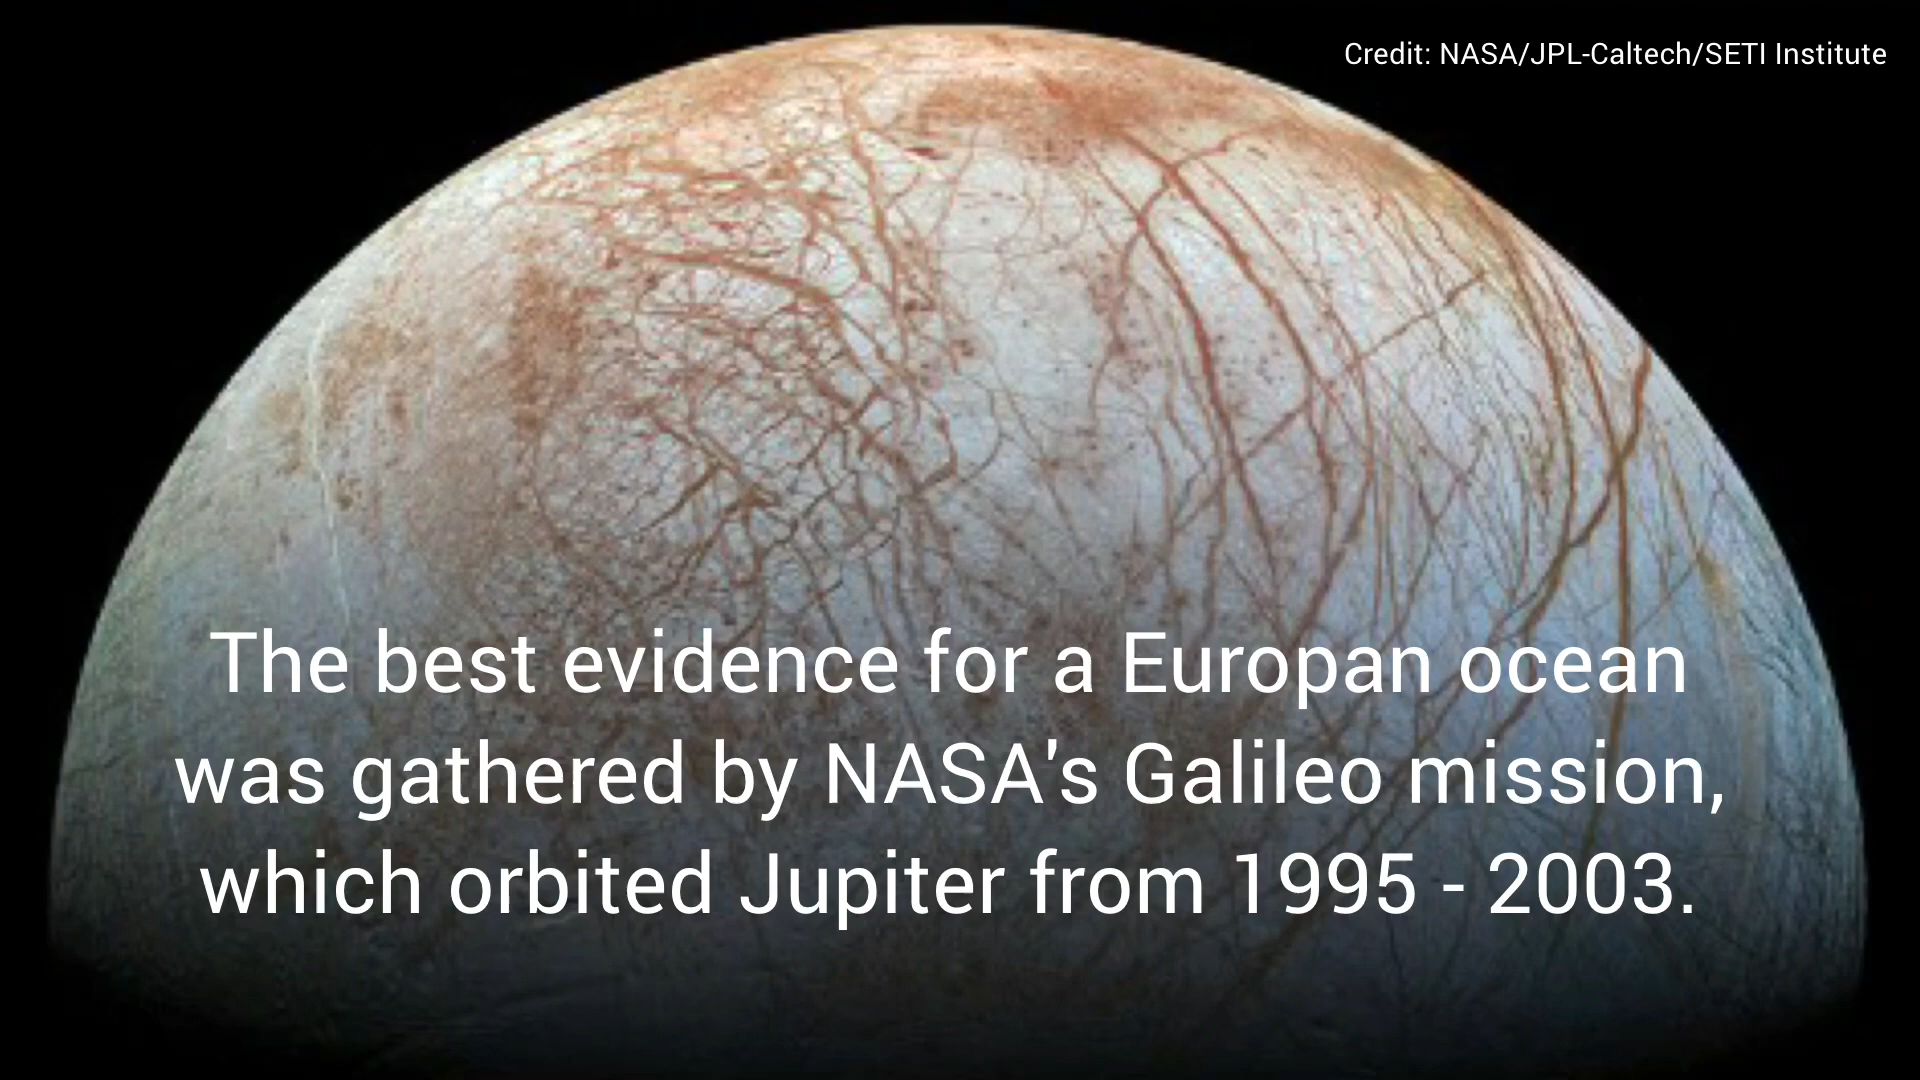 Credit: NASA/JPL-Caltech/SETI Institute
The best evidence for a Europan ocean
was gathered by NASA's Galileo mission,
which orbited Jupiter from 1995 - 2003.